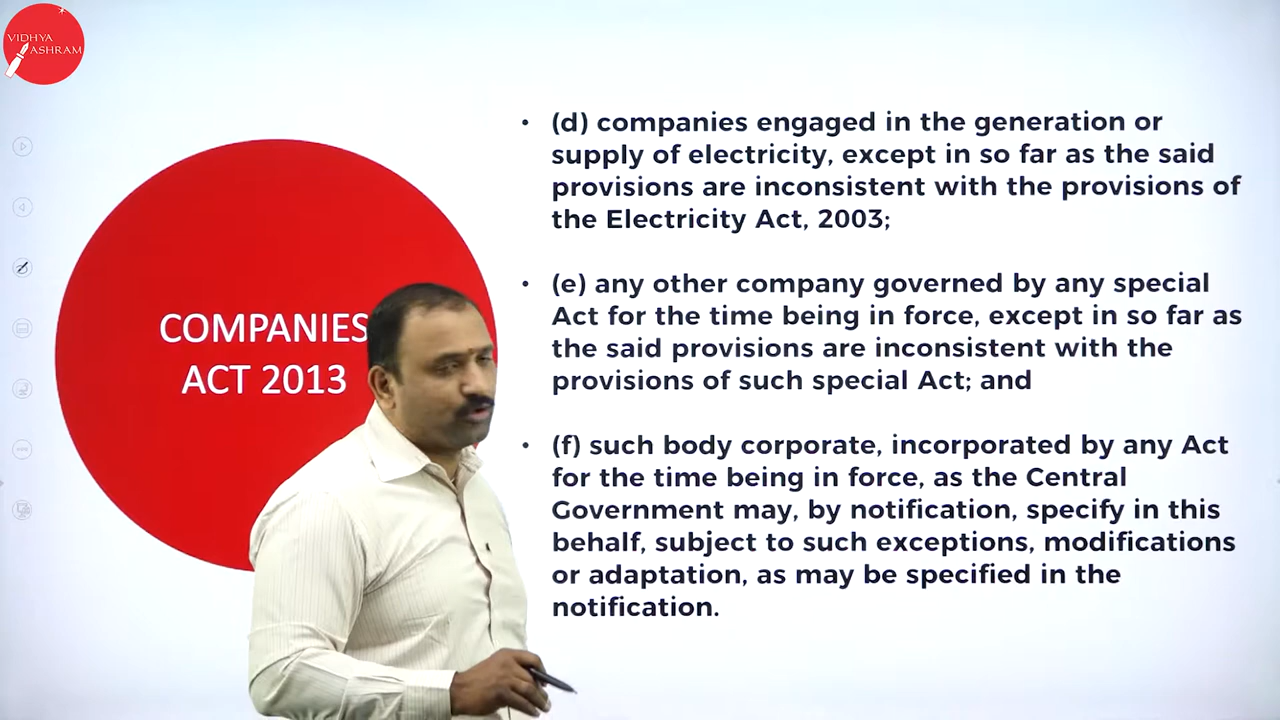 VIDHYA
ASHRAM
COMPANIES
ACT 2013
• (d) companies engaged in the generation or
supply of electricity, except in so far as the said
provisions are inconsistent with the provisions of
the Electricity Act, 2003;
• (e) any other company governed by any special
Act for the time being in force, except in so far as
the said provisions are inconsistent with the
provisions of such special Act; and
• (f) such body corporate, incorporated by any Act
for the time being in force, as the Central
Government may, by notification, specify in this
behalf, subject to such exceptions, modifications
or adaptation, as may be specified in the
notification.